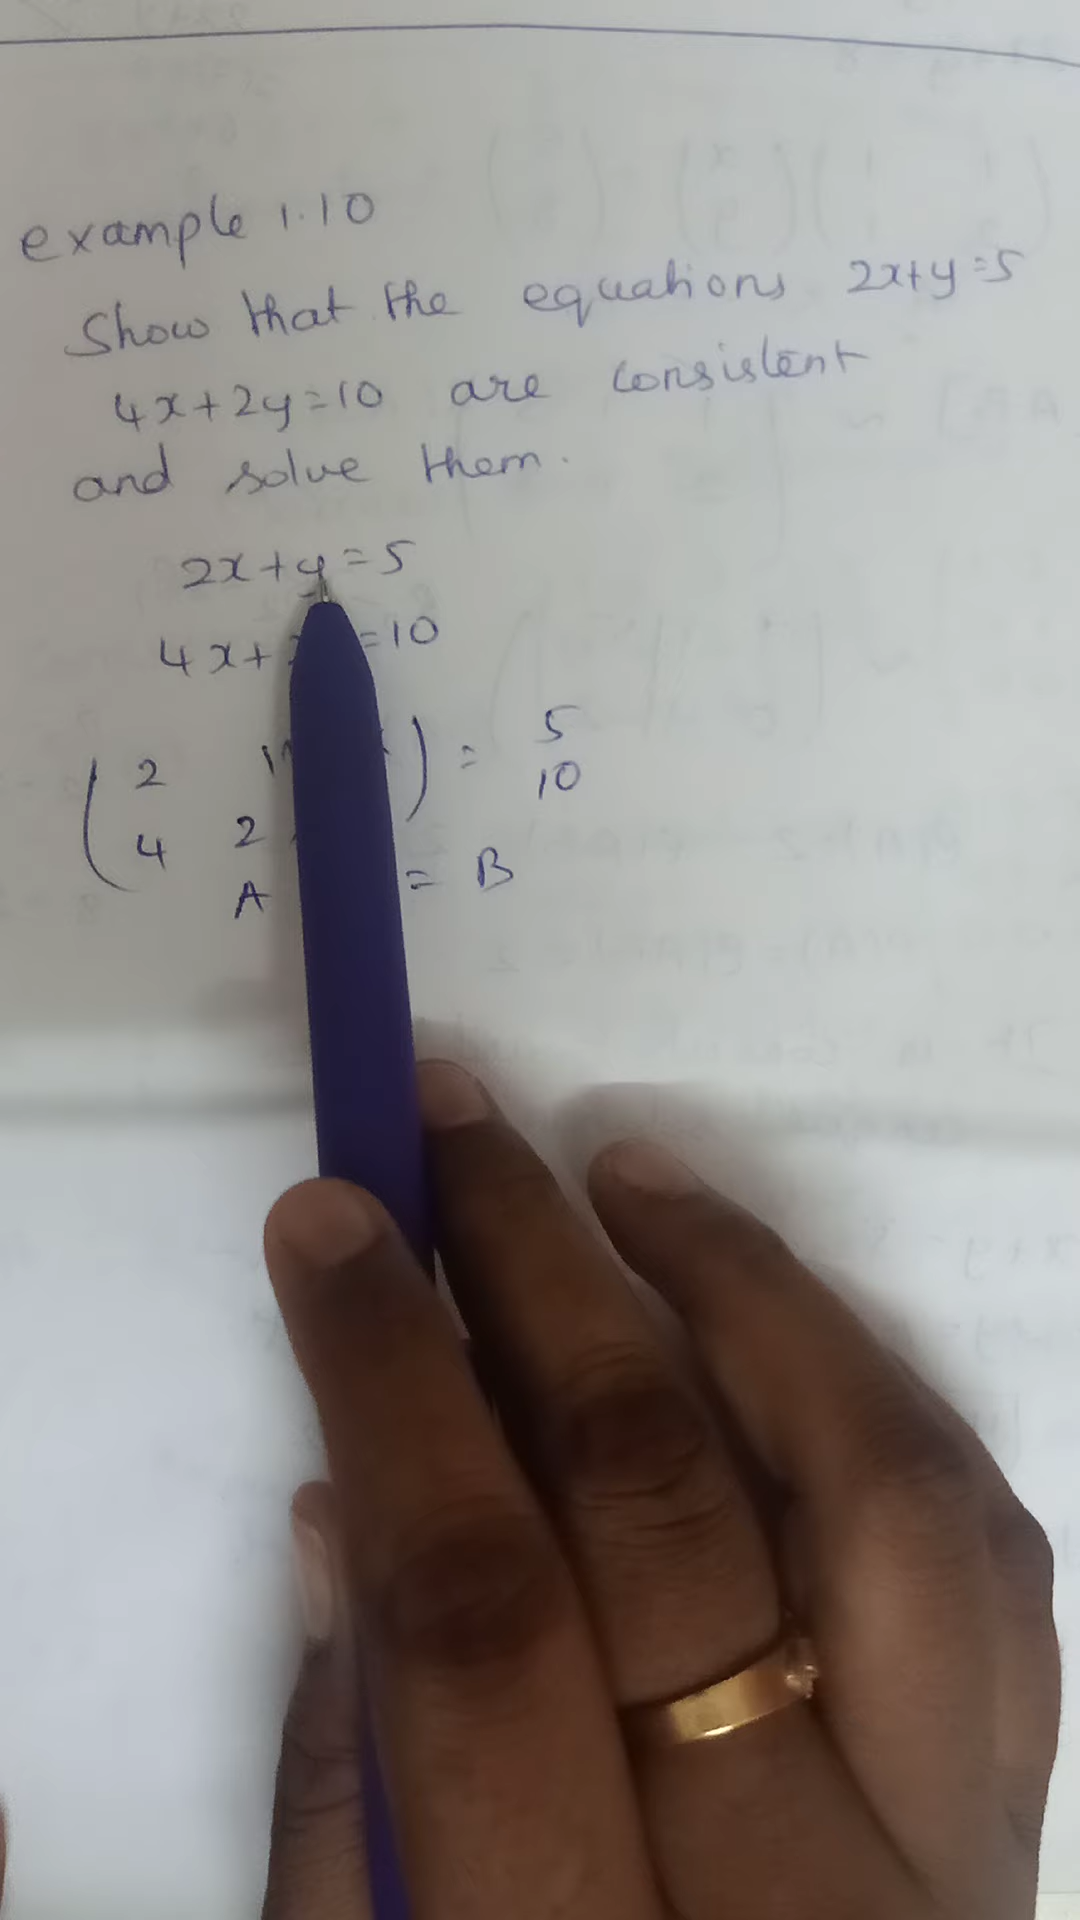 example 1.10
Show that the equations 2x+y=5
4x+2y=10 are consistent
and solve them.
2x+y=5
4x+ =10
( 2 1 ) = 5
4 2 10
A = B